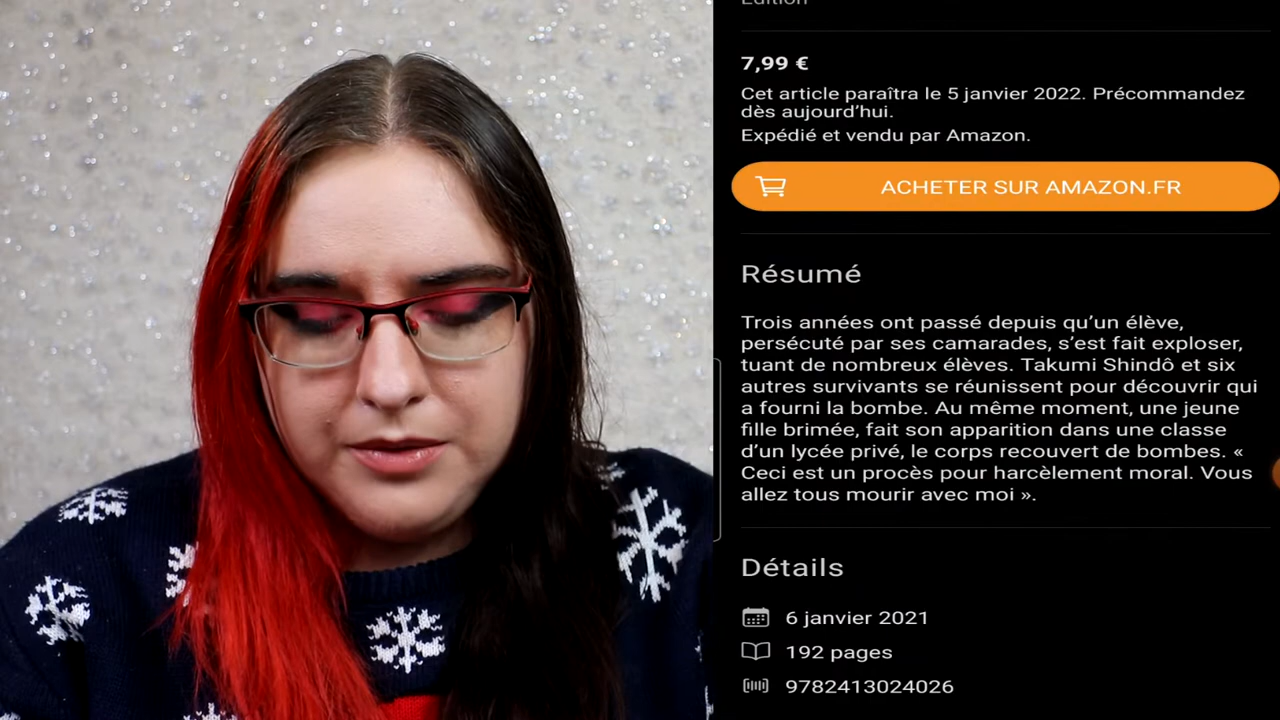 Edition
7,99 €
Cet article paraîtra le 5 janvier 2022. Précommandez
dès aujourd'hui.
Expédié et vendu par Amazon.
ACHETER SUR AMAZON.FR
Résumé
Trois années ont passé depuis qu'un élève,
persécuté par ses camarades, s'est fait exploser,
tuant de nombreux élèves. Takumi Shindô et six
autres survivants se réunissent pour découvrir qui
a fourni la bombe. Au même moment, une jeune
fille brimée, fait son apparition dans une classe
d'un lycée privé, le corps recouvert de bombes. «
Ceci est un procès pour harcèlement moral. Vous
allez tous mourir avec moi ».
Détails
6 janvier 2021
192 pages
9782413024026